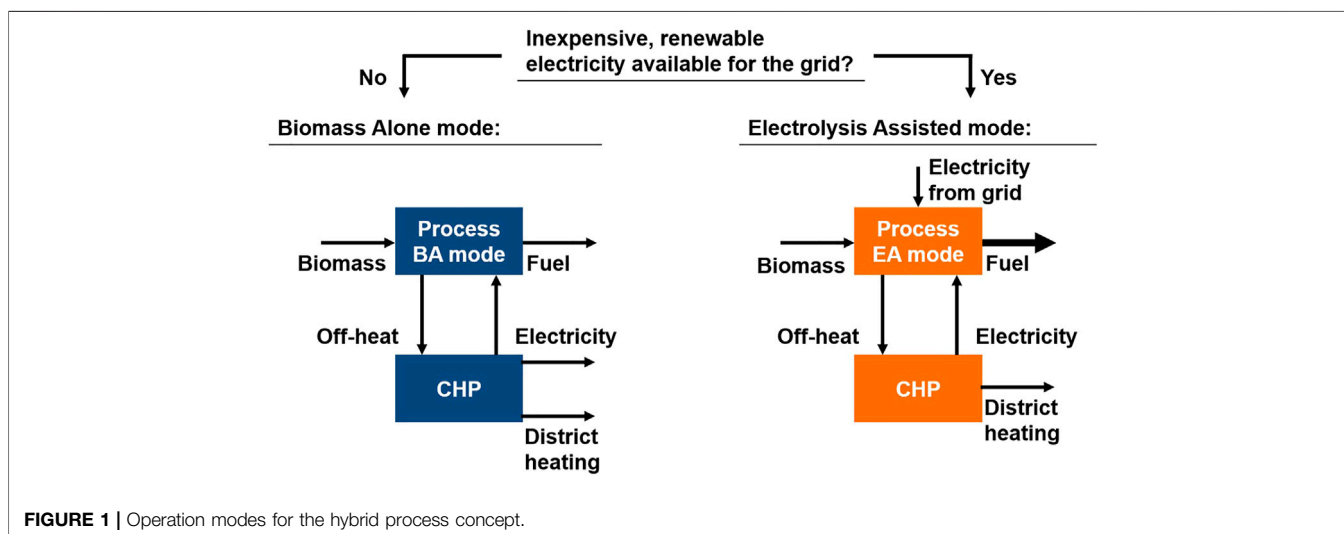 Inexpensive, renewable
electricity available for the grid?
No
Yes
Biomass Alone mode:
Electrolysis Assisted mode:
Process
BA mode
Biomass
Fuel
Off-heat
Electricity
CHP
District
heating
Electricity
from grid
Process
EA mode
Biomass
Fuel
Off-heat
Electricity
CHP
District
heating
FIGURE 1 | Operation modes for the hybrid process concept.